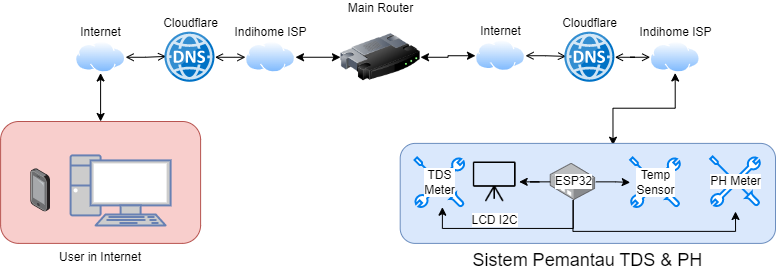 Main Router
Cloudflare
Internet
Indihome ISP
DNS
Internet
Cloudflare
Indihome ISP
DNS
User in Internet
TDS
Meter
LCD I2C
ESP32
Temp
Sensor
PH Meter
Sistem Pemantau TDS & PH